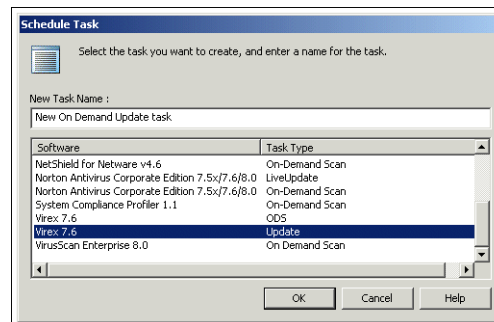 Schedule Task
Select the task you want to create, and enter a name for the task.
New Task Name :
New On Demand Update task
Software Task Type
NetShield for Netware v4.6 On-Demand Scan
Norton Antivirus Corporate Edition 7.5x/7.6/8.0 LiveUpdate
Norton Antivirus Corporate Edition 7.5x/7.6/8.0 On-Demand Scan
System Compliance Profiler 1.1 On-Demand Scan
Virex 7.6 ODS
Virex 7.6 Update
VirusScan Enterprise 8.0 On Demand Scan
OK Cancel Help